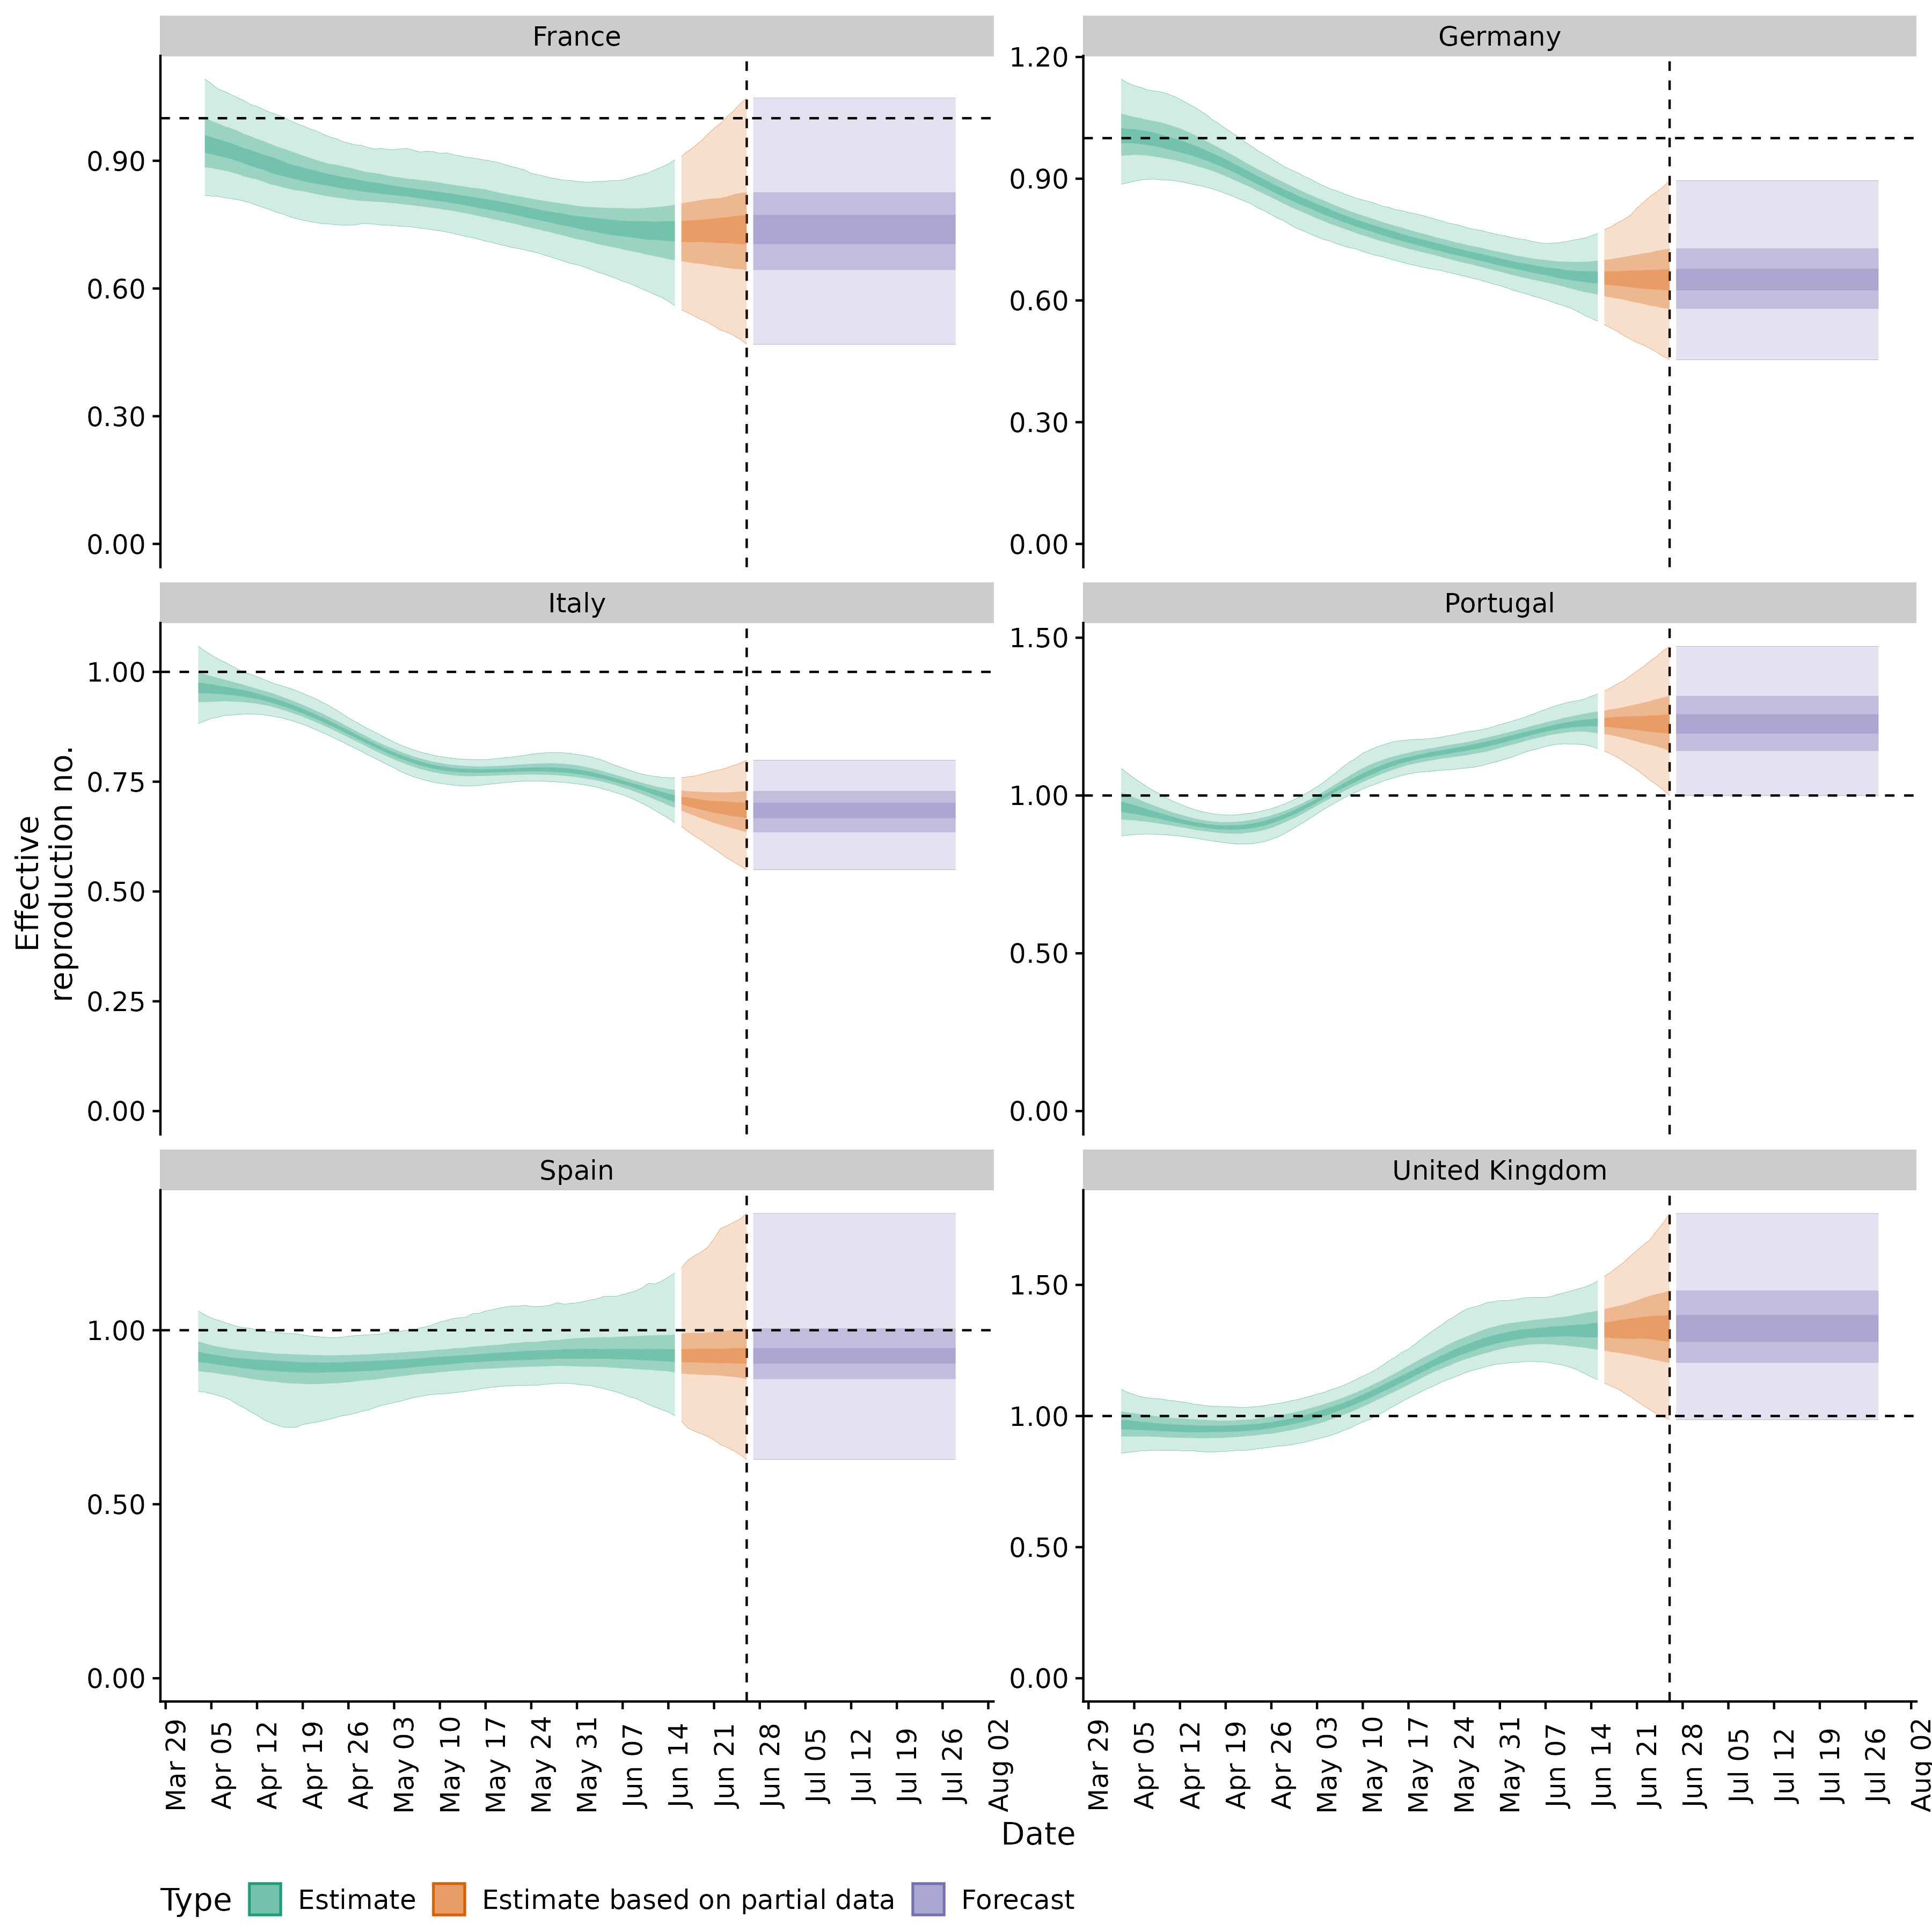 France
Germany
0.90
0.60
0.30
0.00
1.20
0.90
0.60
0.30
0.00
Italy
Portugal
1.00
0.75
0.50
0.25
0.00
1.50
1.00
0.50
0.00
Spain
United Kingdom
1.00
0.50
0.00
1.50
1.00
0.50
0.00
Effective
reproduction no.
Mar 29
Apr 05
Apr 12
Apr 19
Apr 26
May 03
May 10
May 17
May 24
May 31
Jun 07
Jun 14
Jun 21
Jun 28
Jul 05
Jul 12
Jul 19
Jul 26
Aug 02
Mar 29
Apr 05
Apr 12
Apr 19
Apr 26
May 03
May 10
May 17
May 24
May 31
Jun 07
Jun 14
Jun 21
Jun 28
Jul 05
Jul 12
Jul 19
Jul 26
Aug 02
Date
Type Estimate Estimate based on partial data Forecast